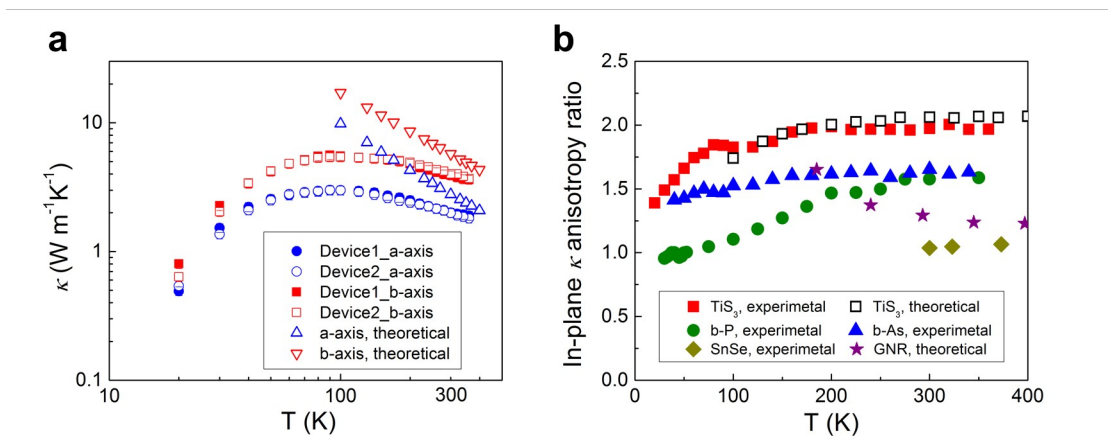 a
κ (W m⁻¹K⁻¹)
10
1
0.1
10
100
300
T (K)
Device1_a-axis
Device2_a-axis
Device1_b-axis
Device2_b-axis
a-axis, theoretical
b-axis, theoretical
b
In-plane κ anisotropy ratio
2.5
2.0
1.5
1.0
0.5
0.0
0
100
200
300
400
T (K)
TiS₃, experimetal
TiS₃, theoretical
b-P, experimetal
b-As, experimetal
SnSe, experimetal
GNR, theoretical